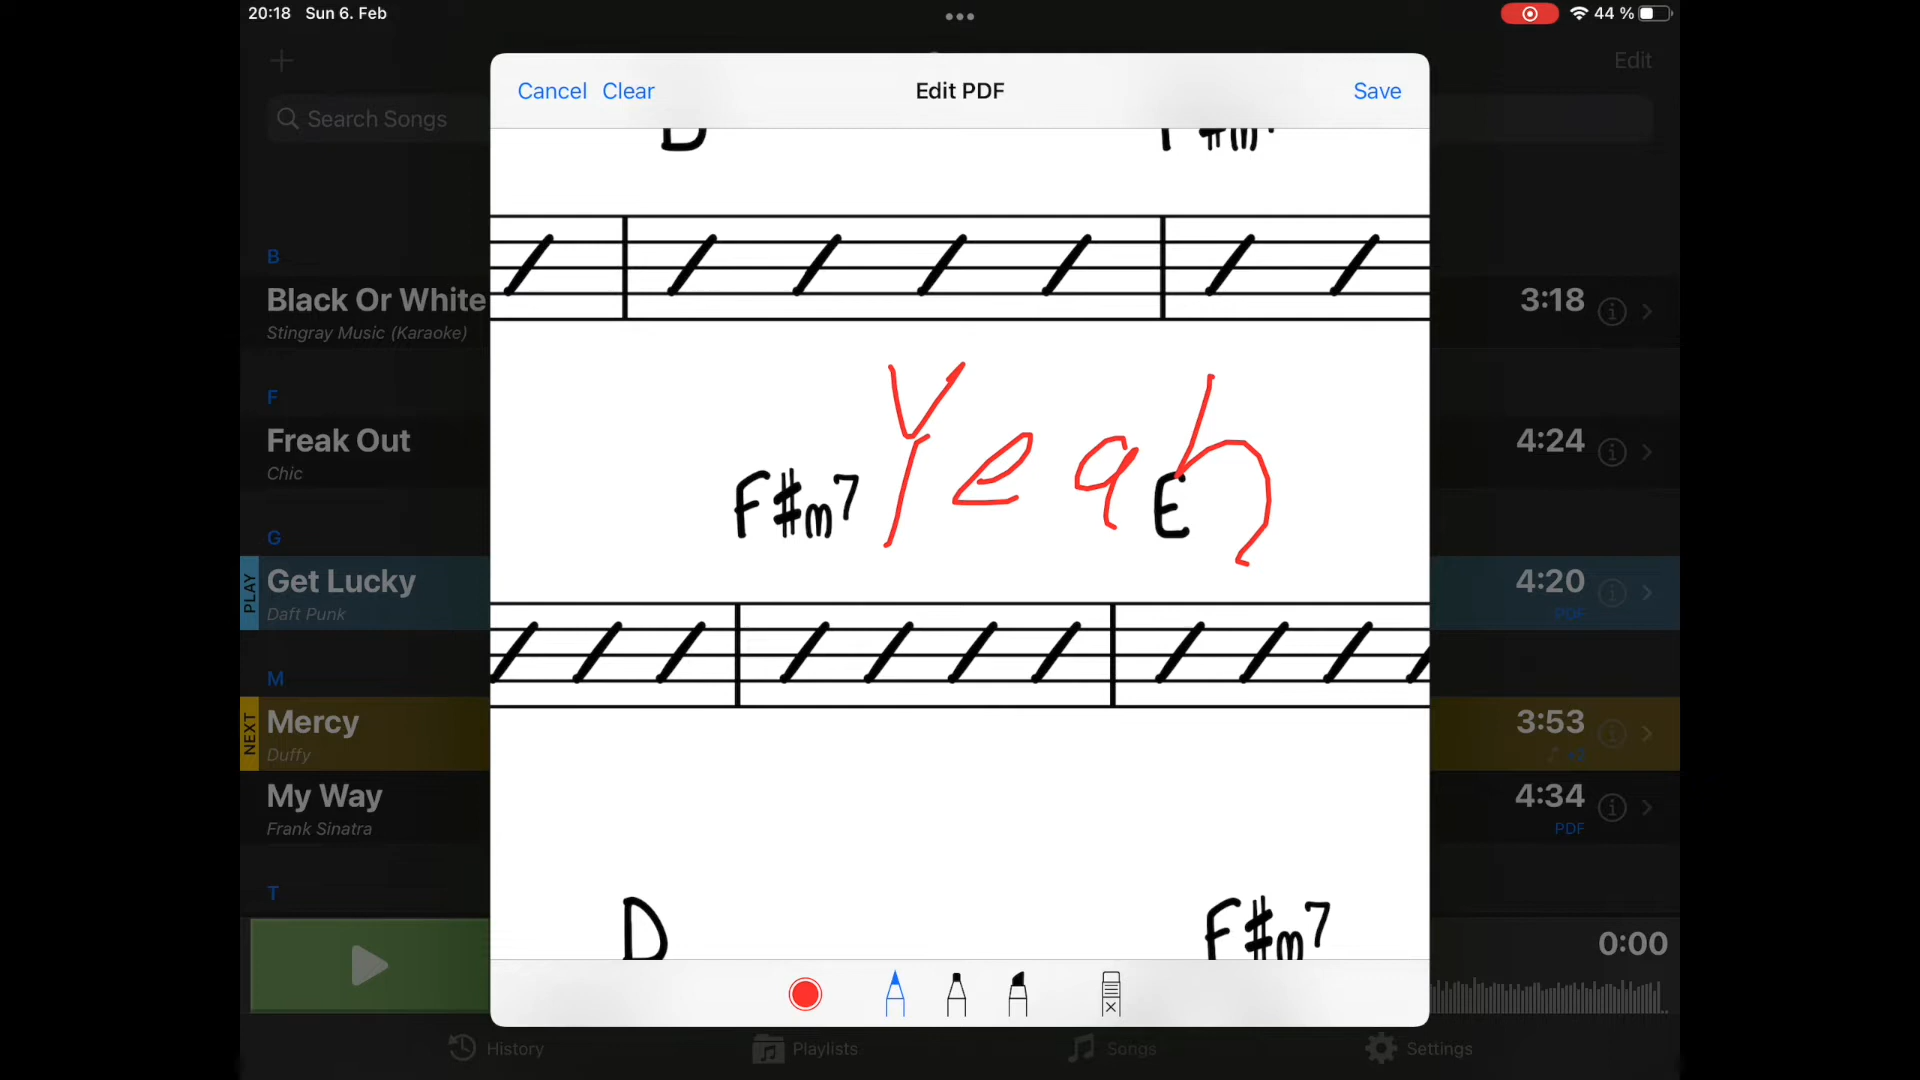 20:18 Sun 6. Feb
44 %
Edit
Search Songs
Cancel Clear Edit PDF Save
F#m7
B
Black Or White 3:18
Stingray Music (Karaoke)
F
Freak Out 4:24
Chic
Yeah
F#m7 E
G
PLAY
Get Lucky 4:20
Daft Punk PDF
M
NEXT
Mercy 3:53
Duffy +2
My Way 4:34
Frank Sinatra PDF
T
D F#m7
0:00
History Playlists Songs Settings